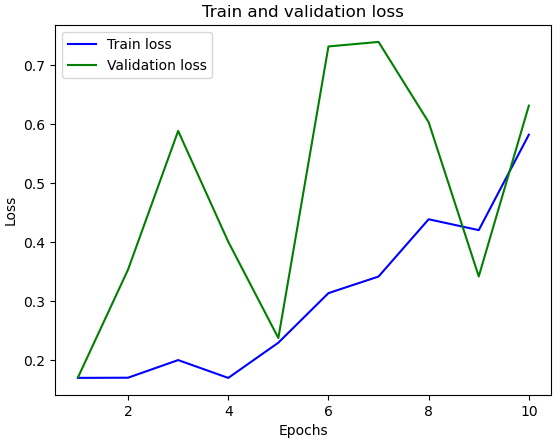 Train and validation loss
Train loss
Validation loss
0.7
0.6
0.5
0.4
0.3
0.2
Loss
2 4 6 8 10
Epochs